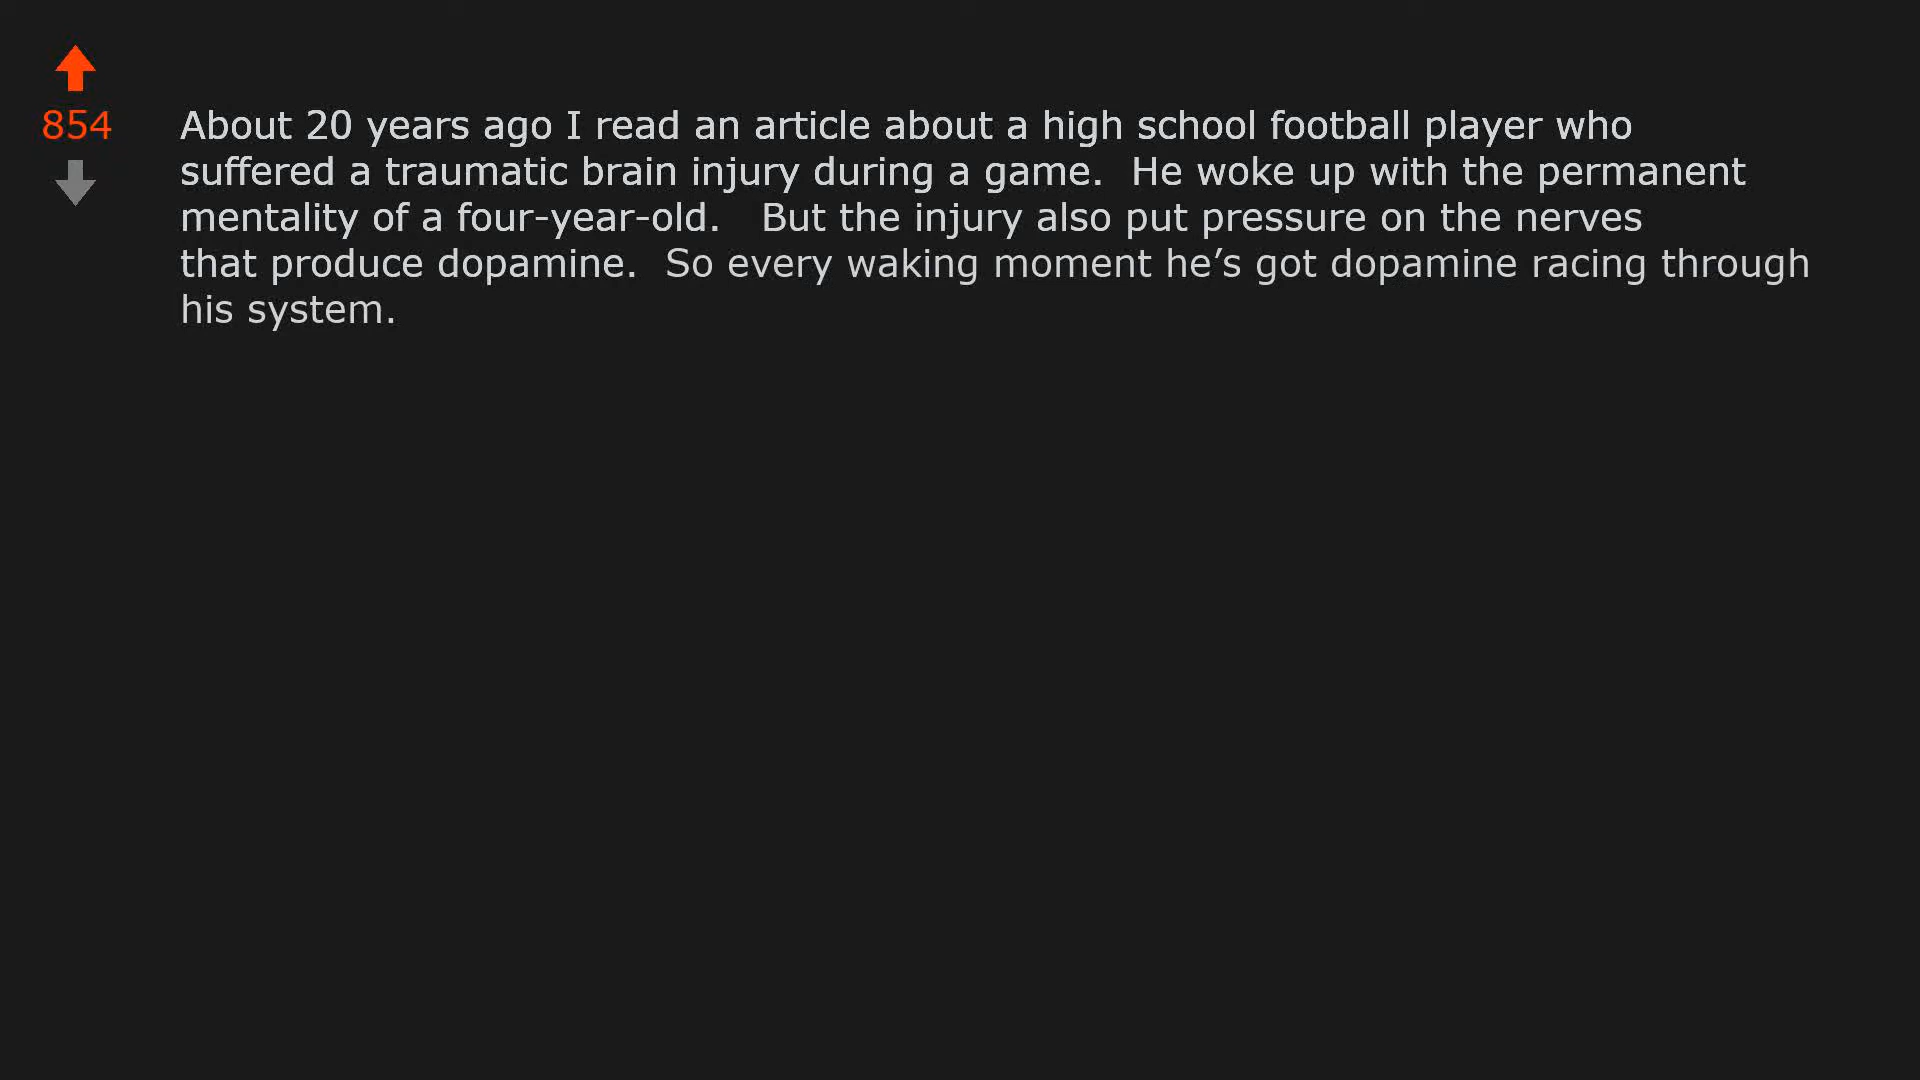 854
About 20 years ago I read an article about a high school football player who
suffered a traumatic brain injury during a game.  He woke up with the permanent
mentality of a four-year-old.   But the injury also put pressure on the nerves
that produce dopamine.  So every waking moment he’s got dopamine racing through
his system.